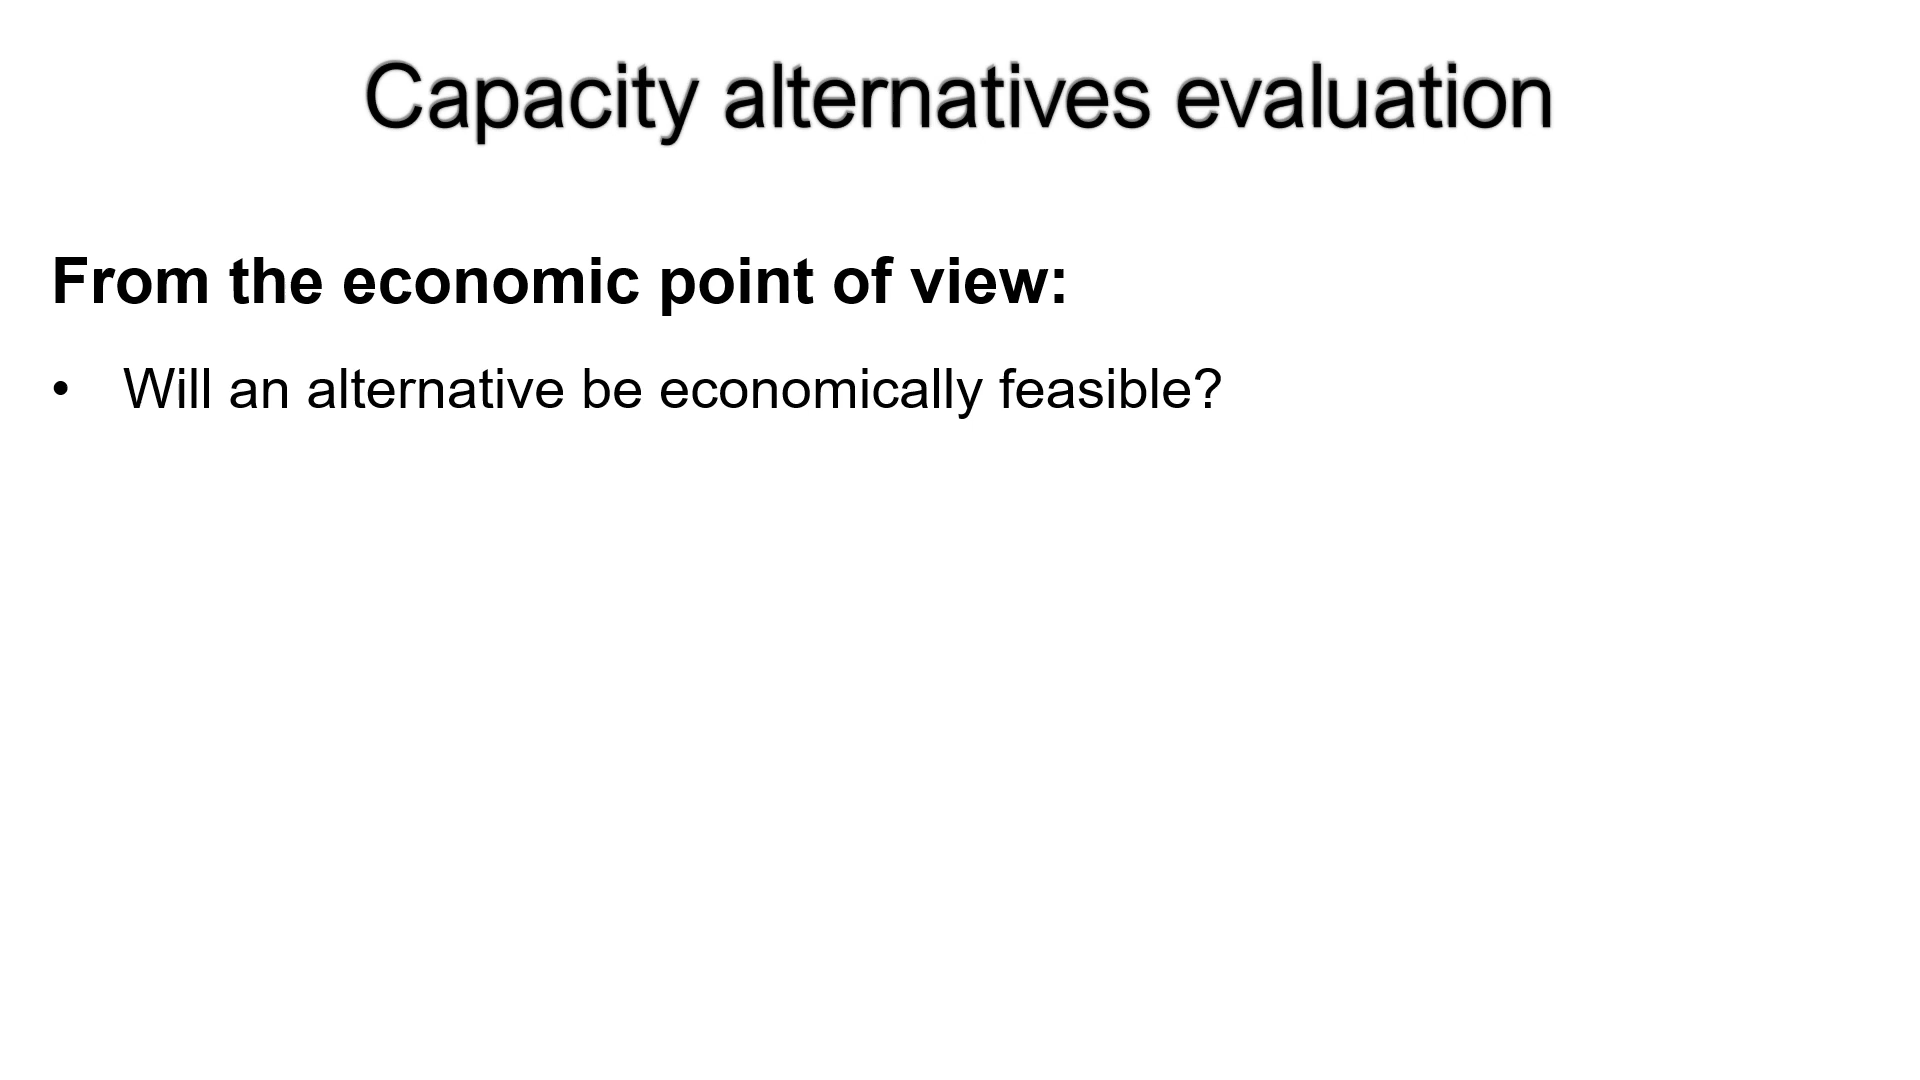 Capacity alternatives evaluation
From the economic point of view:
• Will an alternative be economically feasible?